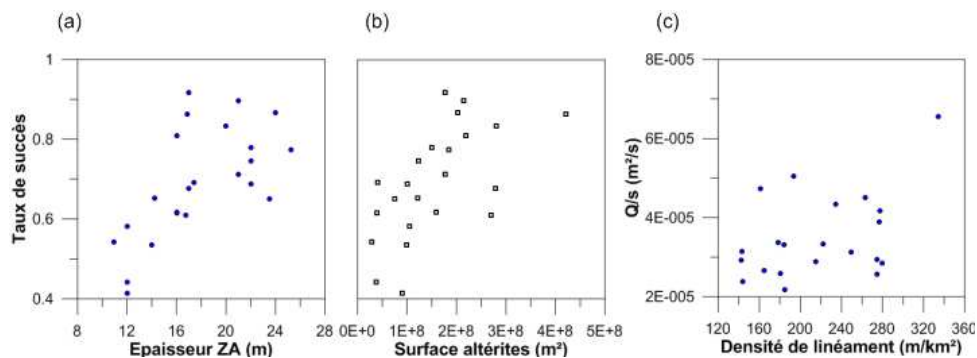 (a)
(b)
(c)
Taux de succès
1
0.8
0.6
0.4
8 12 16 20 24 28
Epaisseur ZA (m)
0E+0 1E+8 2E+8 3E+8 4E+8 5E+8
Surface altérites (m²)
Q/s (m²/s)
8E-005
6E-005
4E-005
2E-005
120 160 200 240 280 320 360
Densité de linéament (m/km²)